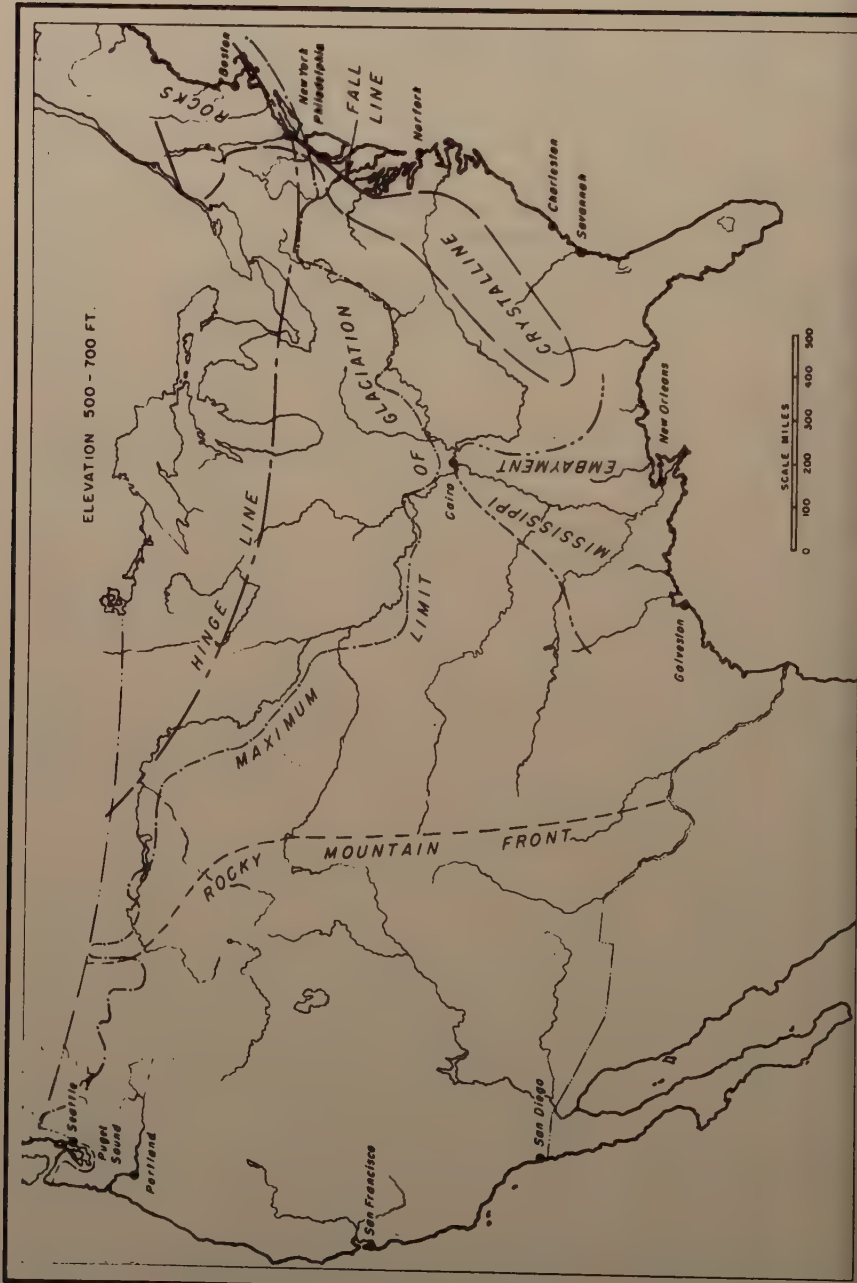 ELEVATION 500 - 700 FT.
Seattle
Puget
Sound
Portland
San Francisco
San Diego
ROCKY MOUNTAIN FRONT
HINGE LINE
MAXIMUM LIMIT OF GLACIATION
Cairo
MISSISSIPPI
EMBAYMENT
CRYSTALLINE ROCKS
FALL
LINE
Boston
New York
Philadelphia
Norfork
Charleston
Savannah
New Orleans
Galveston
SCALE MILES
0 100 200 300 400 500